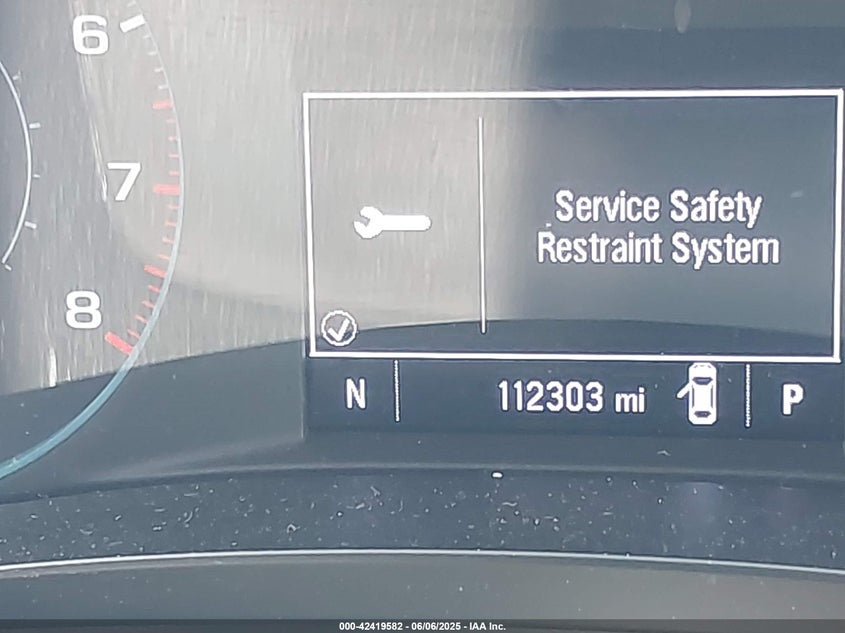 6
7
8
Service Safety
Restraint System
N
112303 mi
P
000-42419582 - 06/06/2025 - IAA Inc.